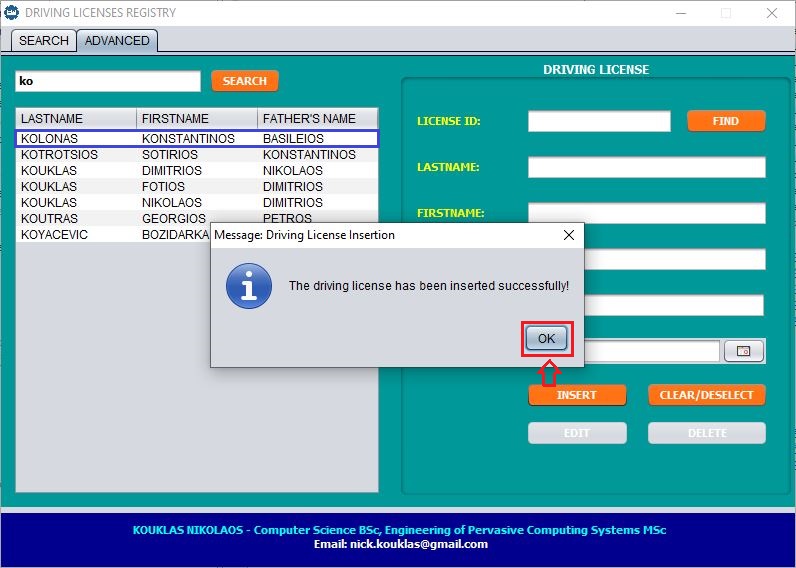 DRIVING LICENSES REGISTRY
SEARCH ADVANCED
ko SEARCH
LASTNAME FIRSTNAME FATHER'S NAME
KOLONAS KONSTANTINOS BASILEIOS
KOTROTSIOS SOTIRIOS KONSTANTINOS
KOUKLAS DIMITRIOS NIKOLAOS
KOUKLAS FOTIOS DIMITRIOS
KOUKLAS NIKOLAOS DIMITRIOS
KOUTRAS GEORGIOS PETROS
KOYACEVIC BOZIDARKA
DRIVING LICENSE
LICENSE ID: FIND
LASTNAME:
FIRSTNAME:
Message: Driving License Insertion
The driving license has been inserted successfully!
OK
INSERT CLEAR/DESELECT
EDIT DELETE
KOUKLAS NIKOLAOS - Computer Science BSc, Engineering of Pervasive Computing Systems MSc
Email: nick.kouklas@gmail.com